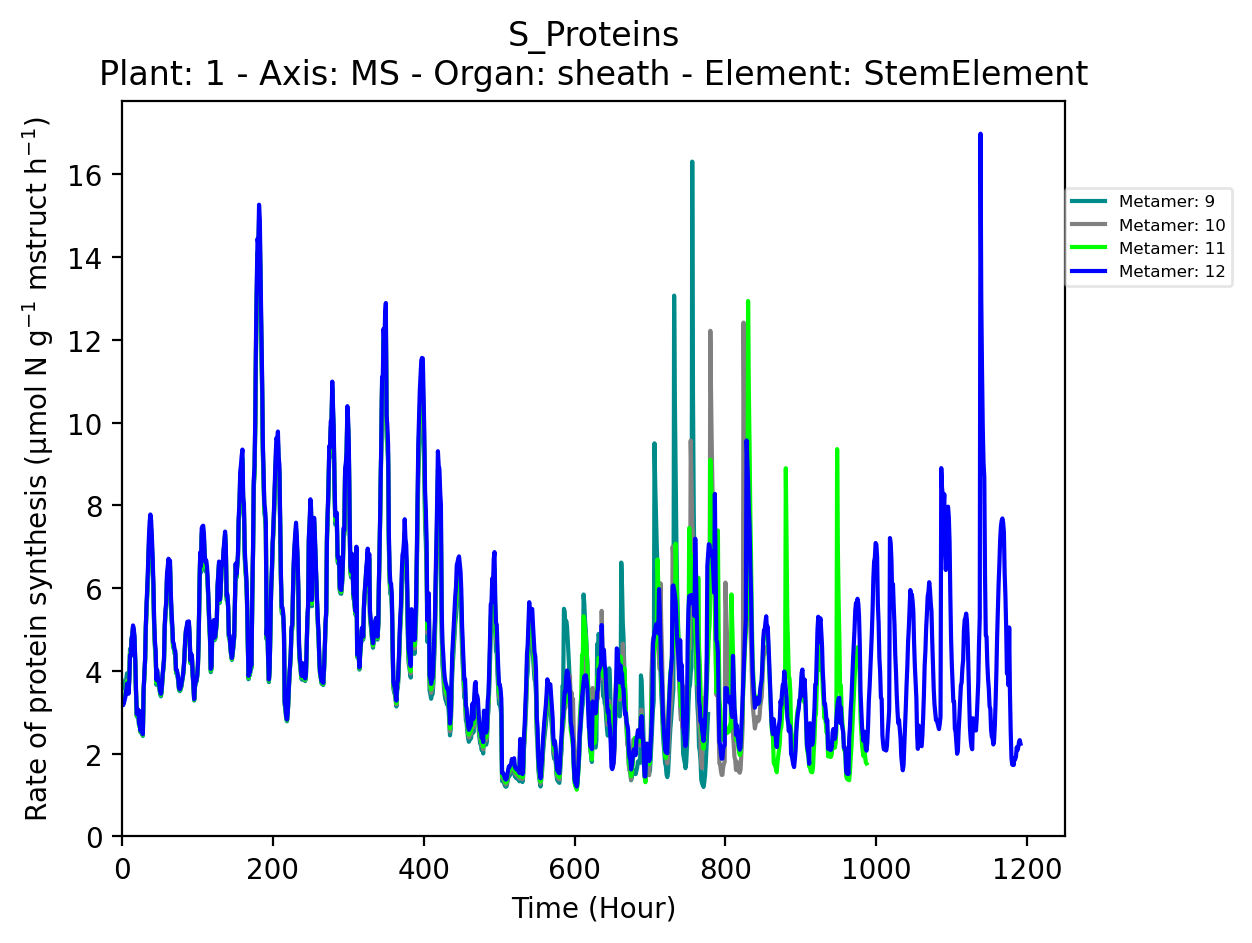 S_Proteins
Plant: 1 - Axis: MS - Organ: sheath - Element: StemElement
Rate of protein synthesis (µmol N g⁻¹ mstruct h⁻¹)
16
14
12
10
8
6
4
2
0
Metamer: 9
Metamer: 10
Metamer: 11
Metamer: 12
0 200 400 600 800 1000 1200
Time (Hour)